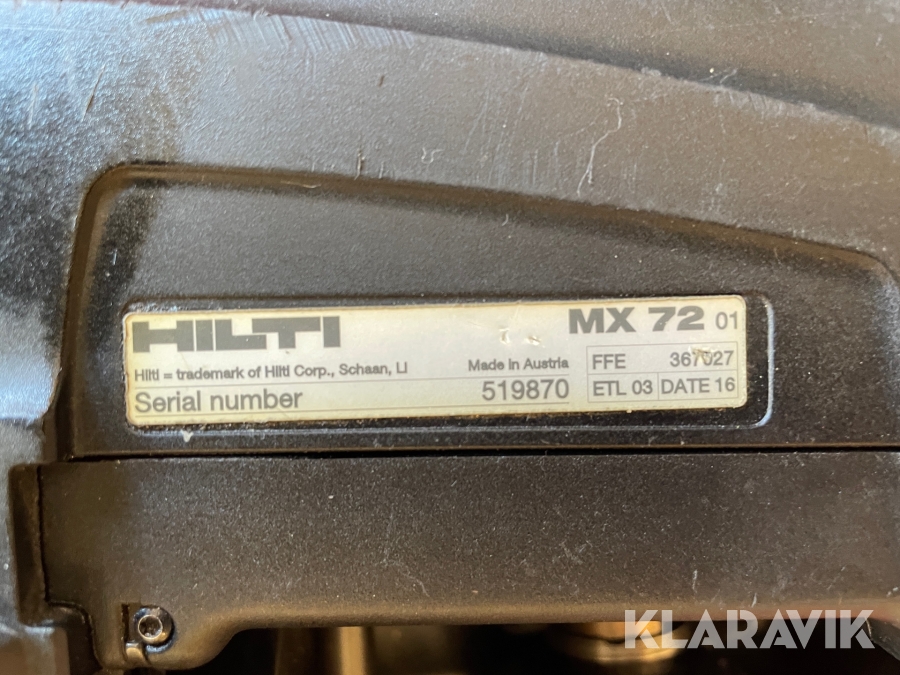 HILTI MX 72 01
Hilti = trademark of Hilti Corp., Schaan, LI Made in Austria FFE 367027
Serial number 519870 ETL 03 DATE 16
KLARAVIK